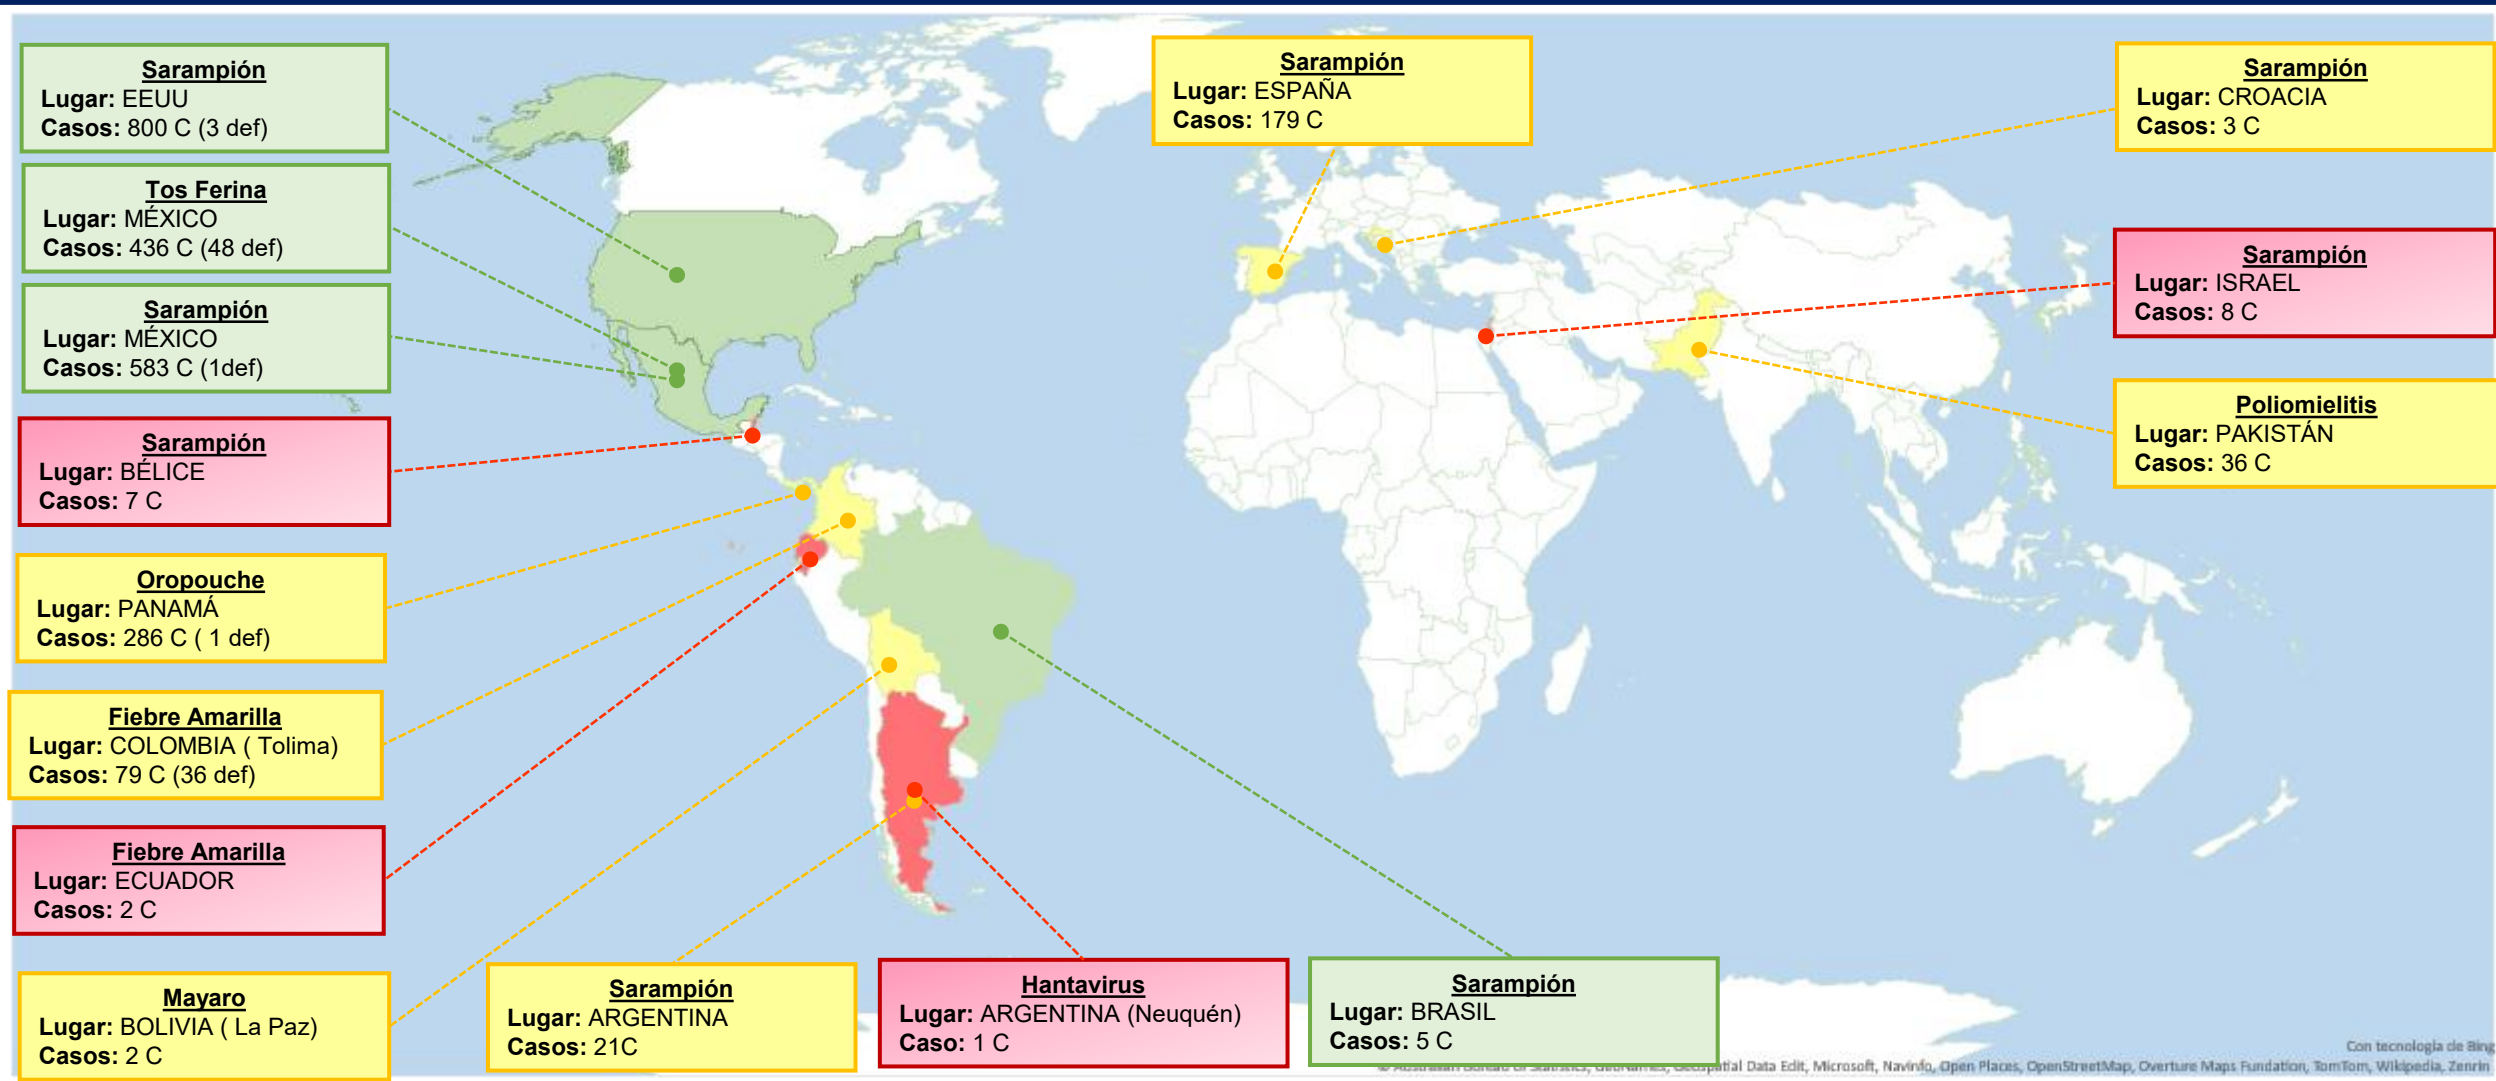 Sarampión
Lugar: EEUU
Casos: 800 C (3 def)
Tos Ferina
Lugar: MÉXICO
Casos: 436 C (48 def)
Sarampión
Lugar: MÉXICO
Casos: 583 C (1def)
Sarampión
Lugar: BÉLICE
Casos: 7 C
Oropouche
Lugar: PANAMÁ
Casos: 286 C ( 1 def)
Fiebre Amarilla
Lugar: COLOMBIA ( Tolima)
Casos: 79 C (36 def)
Fiebre Amarilla
Lugar: ECUADOR
Casos: 2 C
Mayaro
Lugar: BOLIVIA ( La Paz)
Casos: 2 C
Sarampión
Lugar: ARGENTINA
Casos: 21C
Hantavirus
Lugar: ARGENTINA (Neuquén)
Caso: 1 C
Sarampión
Lugar: BRASIL
Casos: 5 C
Sarampión
Lugar: ESPAÑA
Casos: 179 C
Sarampión
Lugar: CROACIA
Casos: 3 C
Sarampión
Lugar: ISRAEL
Casos: 8 C
Poliomielitis
Lugar: PAKISTÁN
Casos: 36 C
Con tecnología de Bing
Data Edit, Microsoft, Navinfo, Open Places, OpenStreetMap, Overture Maps Fundation, TomTom, Wikipedia, Zenrin